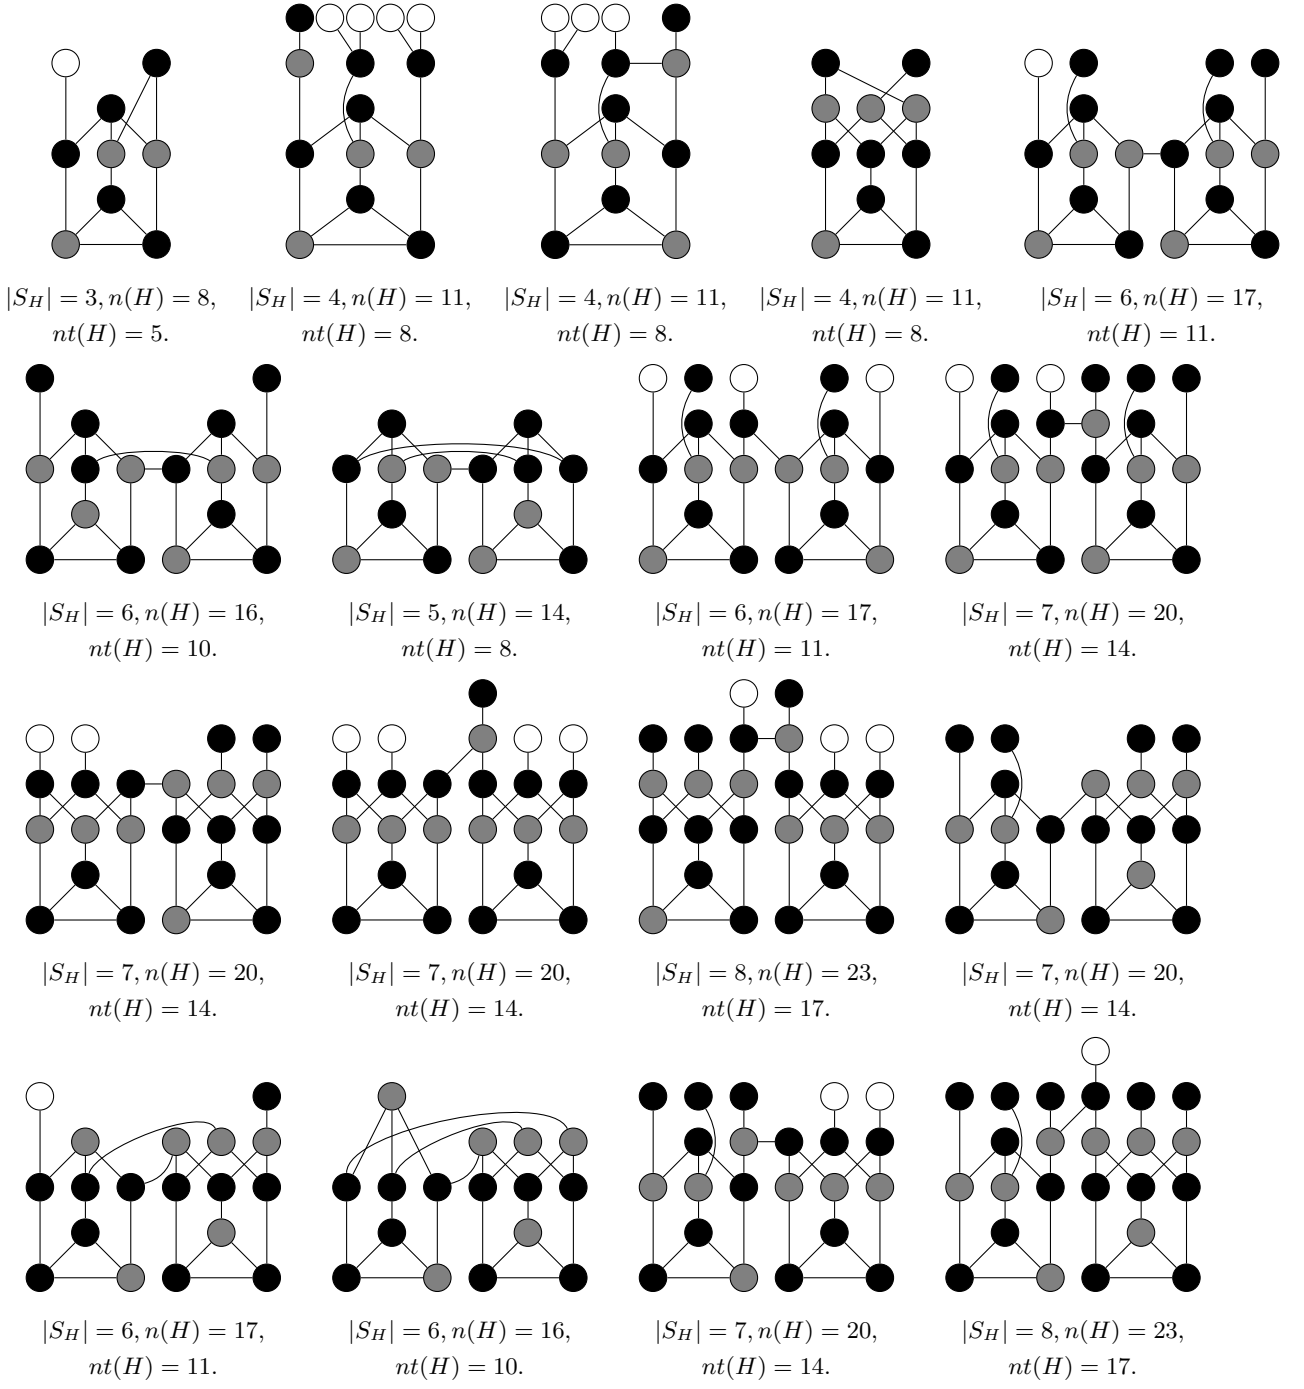 |S_H| = 3, n(H) = 8, |S_H| = 4, n(H) = 11, |S_H| = 4, n(H) = 11, |S_H| = 4, n(H) = 11, |S_H| = 6, n(H) = 17,
nt(H) = 5. nt(H) = 8. nt(H) = 8. nt(H) = 8. nt(H) = 11.
|S_H| = 6, n(H) = 16, |S_H| = 5, n(H) = 14, |S_H| = 6, n(H) = 17, |S_H| = 7, n(H) = 20,
nt(H) = 10. nt(H) = 8. nt(H) = 11. nt(H) = 14.
|S_H| = 7, n(H) = 20, |S_H| = 7, n(H) = 20, |S_H| = 8, n(H) = 23, |S_H| = 7, n(H) = 20,
nt(H) = 14. nt(H) = 14. nt(H) = 17. nt(H) = 14.
|S_H| = 6, n(H) = 17, |S_H| = 6, n(H) = 16, |S_H| = 7, n(H) = 20, |S_H| = 8, n(H) = 23,
nt(H) = 11. nt(H) = 10. nt(H) = 14. nt(H) = 17.